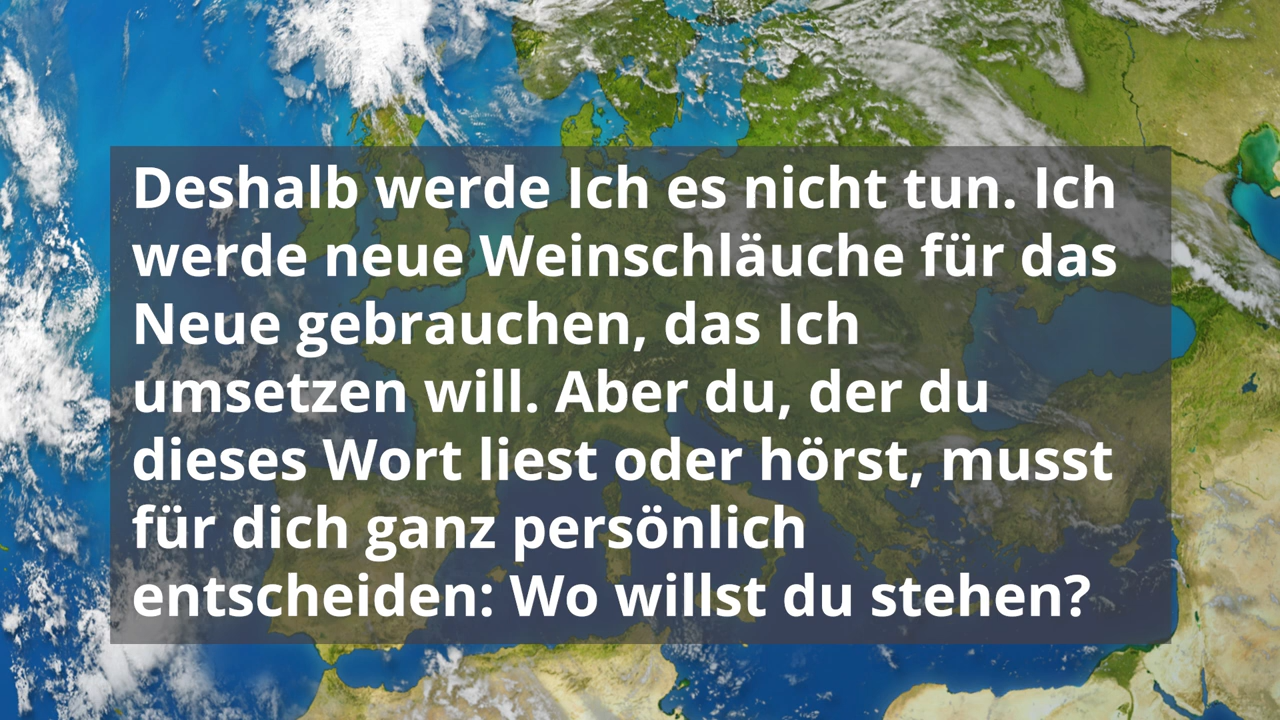 Deshalb werde Ich es nicht tun. Ich
werde neue Weinschläuche für das
Neue gebrauchen, das Ich
umsetzen will. Aber du, der du
dieses Wort liest oder hörst, musst
für dich ganz persönlich
entscheiden: Wo willst du stehen?